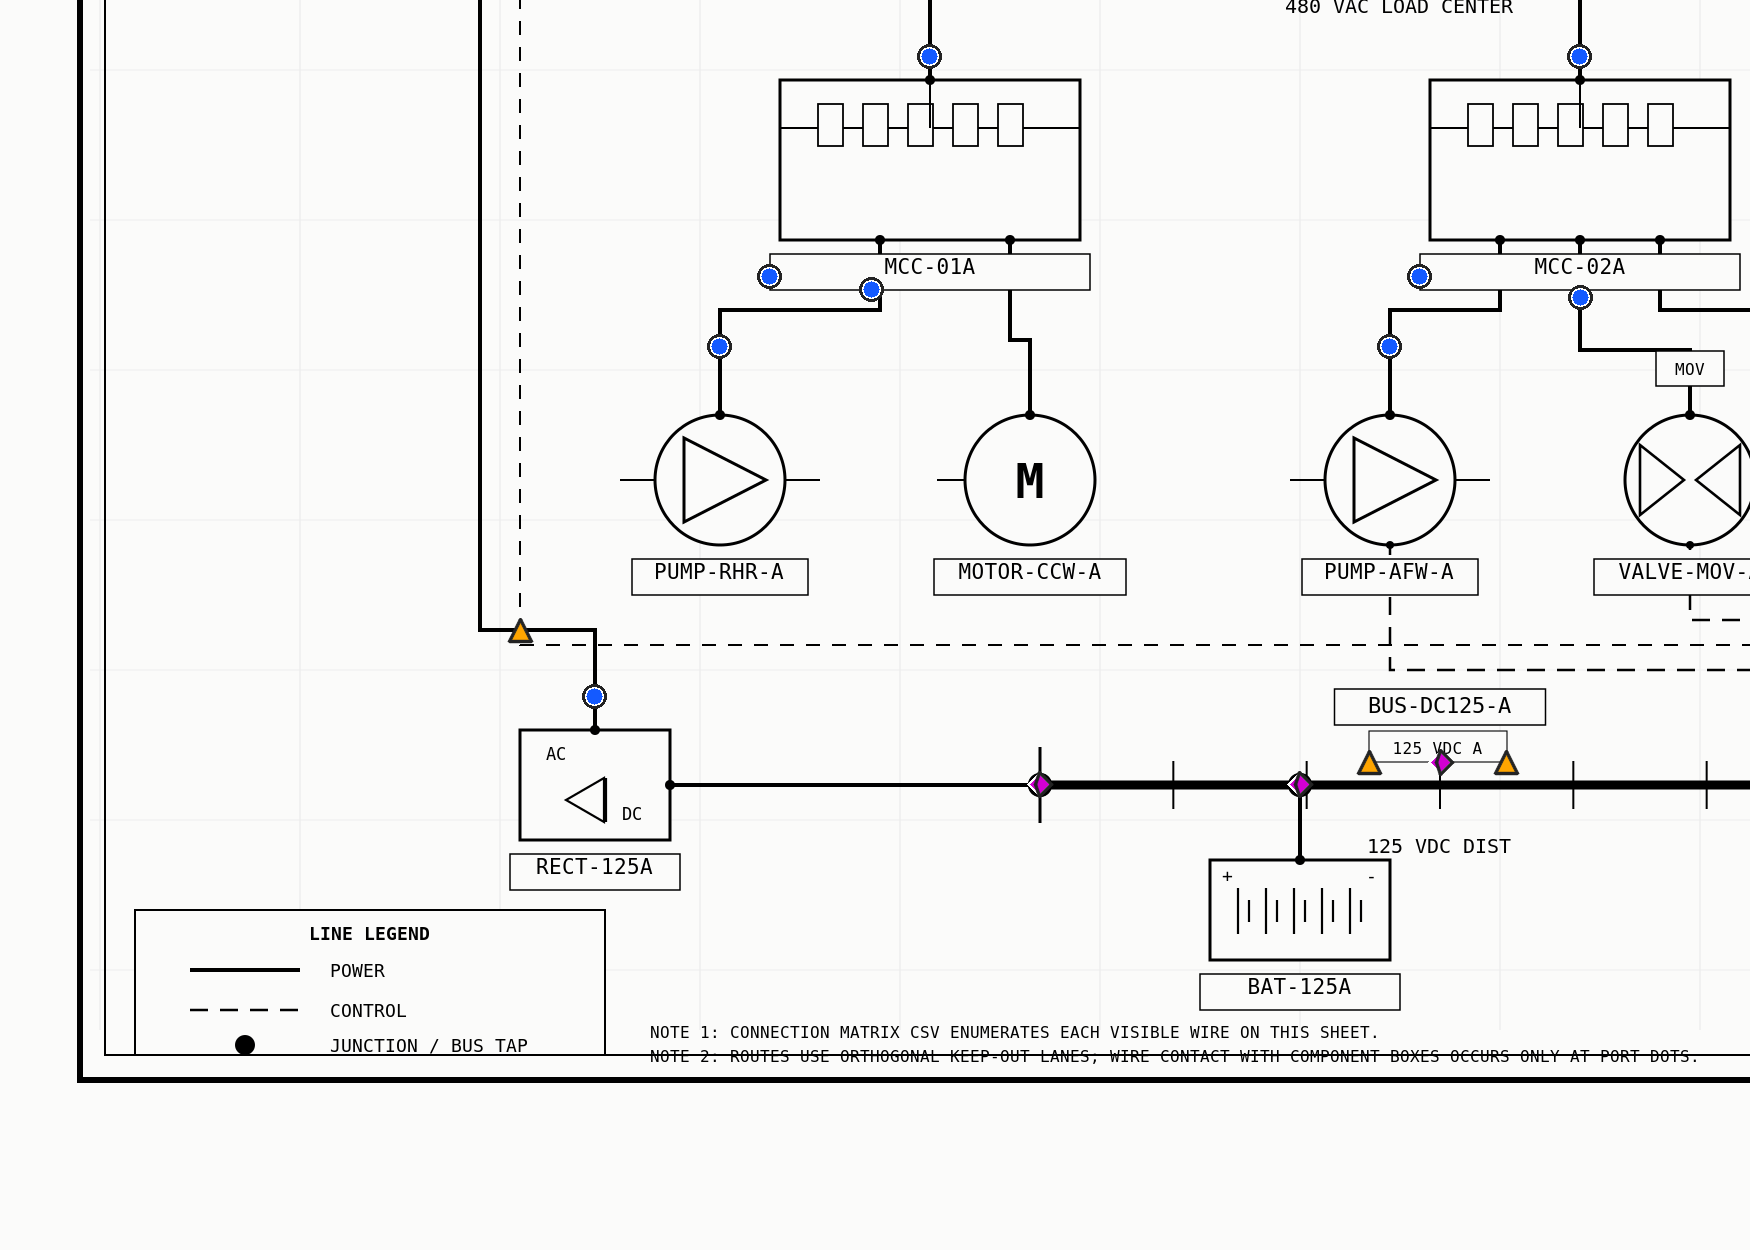 480 VAC LOAD CENTER
MCC-01A
MCC-02A
MOV
M
PUMP-RHR-A
MOTOR-CCW-A
PUMP-AFW-A
VALVE-MOV-
BUS-DC125-A
125 VDC A
AC
DC
125 VDC DIST
RECT-125A
+ -
BAT-125A
LINE LEGEND
POWER
CONTROL
JUNCTION / BUS TAP
NOTE 1: CONNECTION MATRIX CSV ENUMERATES EACH VISIBLE WIRE ON THIS SHEET.
NOTE 2: ROUTES USE ORTHOGONAL KEEP-OUT LANES; WIRE CONTACT WITH COMPONENT BOXES OCCURS ONLY AT PORT DOTS.